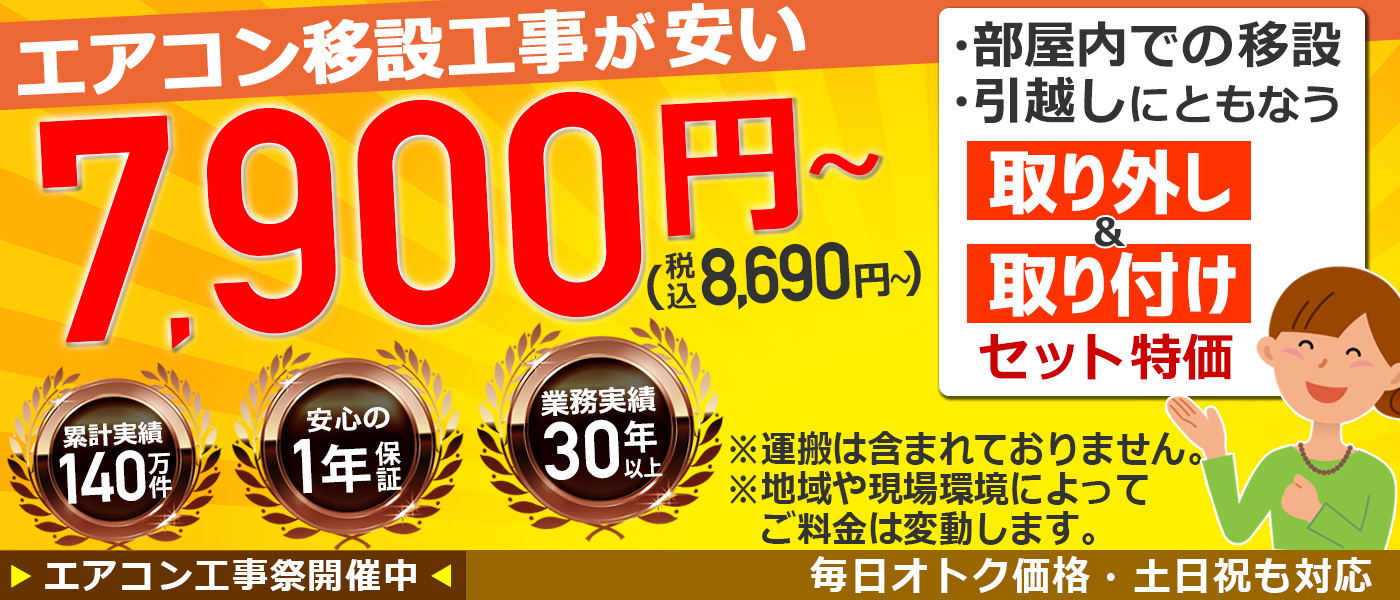 エアコン移設工事が安い
7,900円～
(税込8,690円~)
・部屋内での移設
・引越しにともなう
取り外し
&
取り付け
セット特価
累計実績
140万件
安心の
1年保証
業務実績
30年以上
※運搬は含まれておりません。
※地域や現場環境によって
ご料金は変動します。
▶ エアコン工事祭開催中 ◀
毎日オトク価格・土日祝も対応